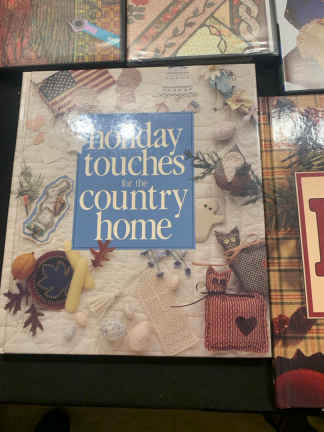 holiday
touches
for the
country
home